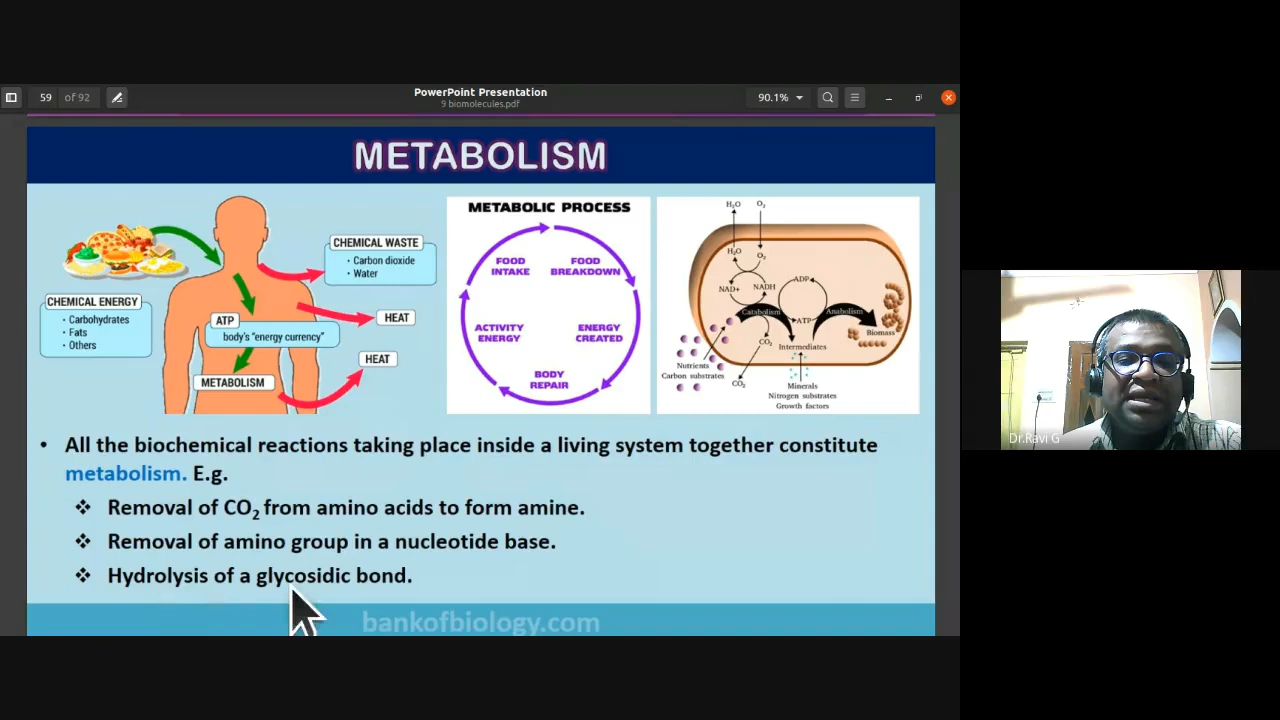 59 of 92
PowerPoint Presentation
9 biomolecules.pdf
90.1%
METABOLISM
CHEMICAL ENERGY
• Carbohydrates
• Fats
• Others
CHEMICAL WASTE
• Carbon dioxide
• Water
HEAT
ATP
body's "energy currency"
HEAT
METABOLISM
METABOLIC PROCESS
FOOD
INTAKE
FOOD
BREAKDOWN
ENERGY
CREATED
BODY
REPAIR
ACTIVITY
ENERGY
H₂O O₂
H₂O O₂
NAD+ NADH
ADP
Catabolism
ATP
Anabolism
Biomass
CO₂
Intermediates
Nutrients
Carbon substrates
CO₂
Minerals
Nitrogen substrates
Growth factors
• All the biochemical reactions taking place inside a living system together constitute
metabolism. E.g.
❖ Removal of CO₂ from amino acids to form amine.
❖ Removal of amino group in a nucleotide base.
❖ Hydrolysis of a glycosidic bond.
bankofbiology.com
Dr.Ravi G